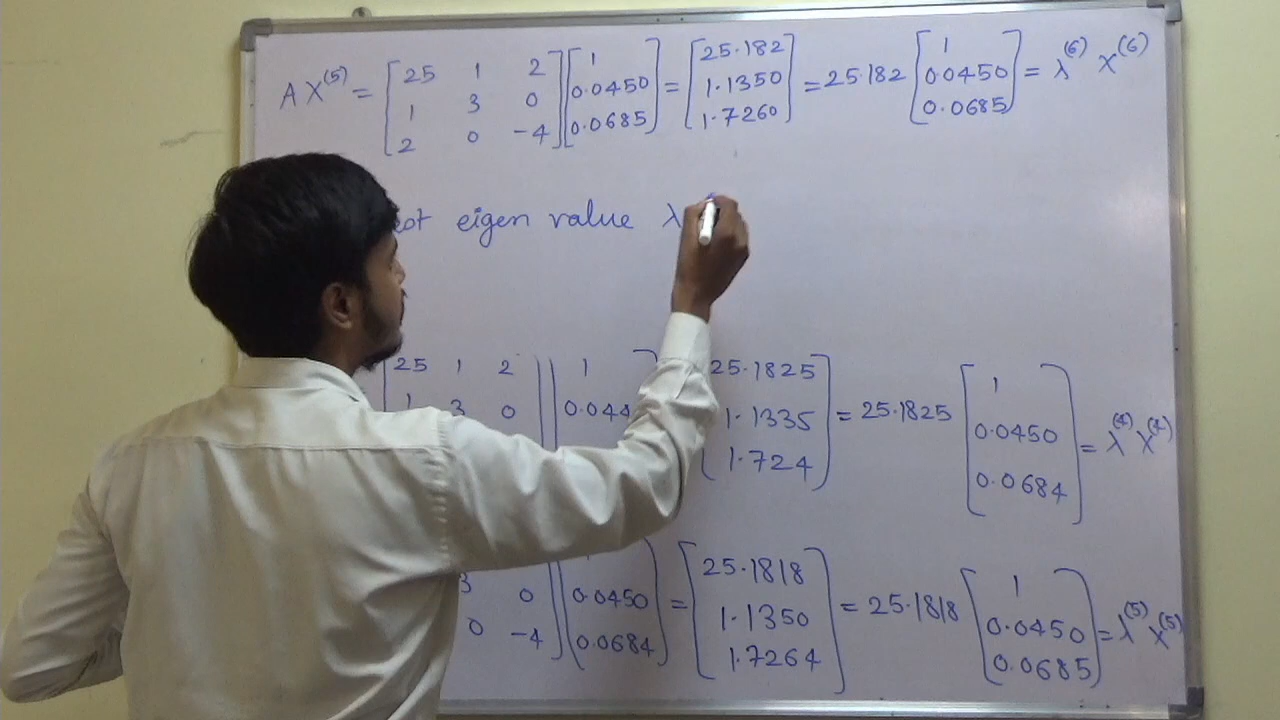 A X^(5) = [25 1 2; 1 3 0; 2 0 -4] [1; 0.0450; 0.0685] = [25.182; 1.1350; 1.7260] = 25.182 [1; 0.0450; 0.0685] = λ^(6) X^(6)
eigen value λ
[25 1 2; 1 3 0] [1; 0.044] [25.1825; 1.1335; 1.724] = 25.1825 [1; 0.0450; 0.0684] = λ^(4) X^(4)
[3 0; 0 -4] [0.0450; 0.0684] = [25.1818; 1.1350; 1.7264] = 25.1818 [1; 0.0450; 0.0685] = λ^(5) X^(5)